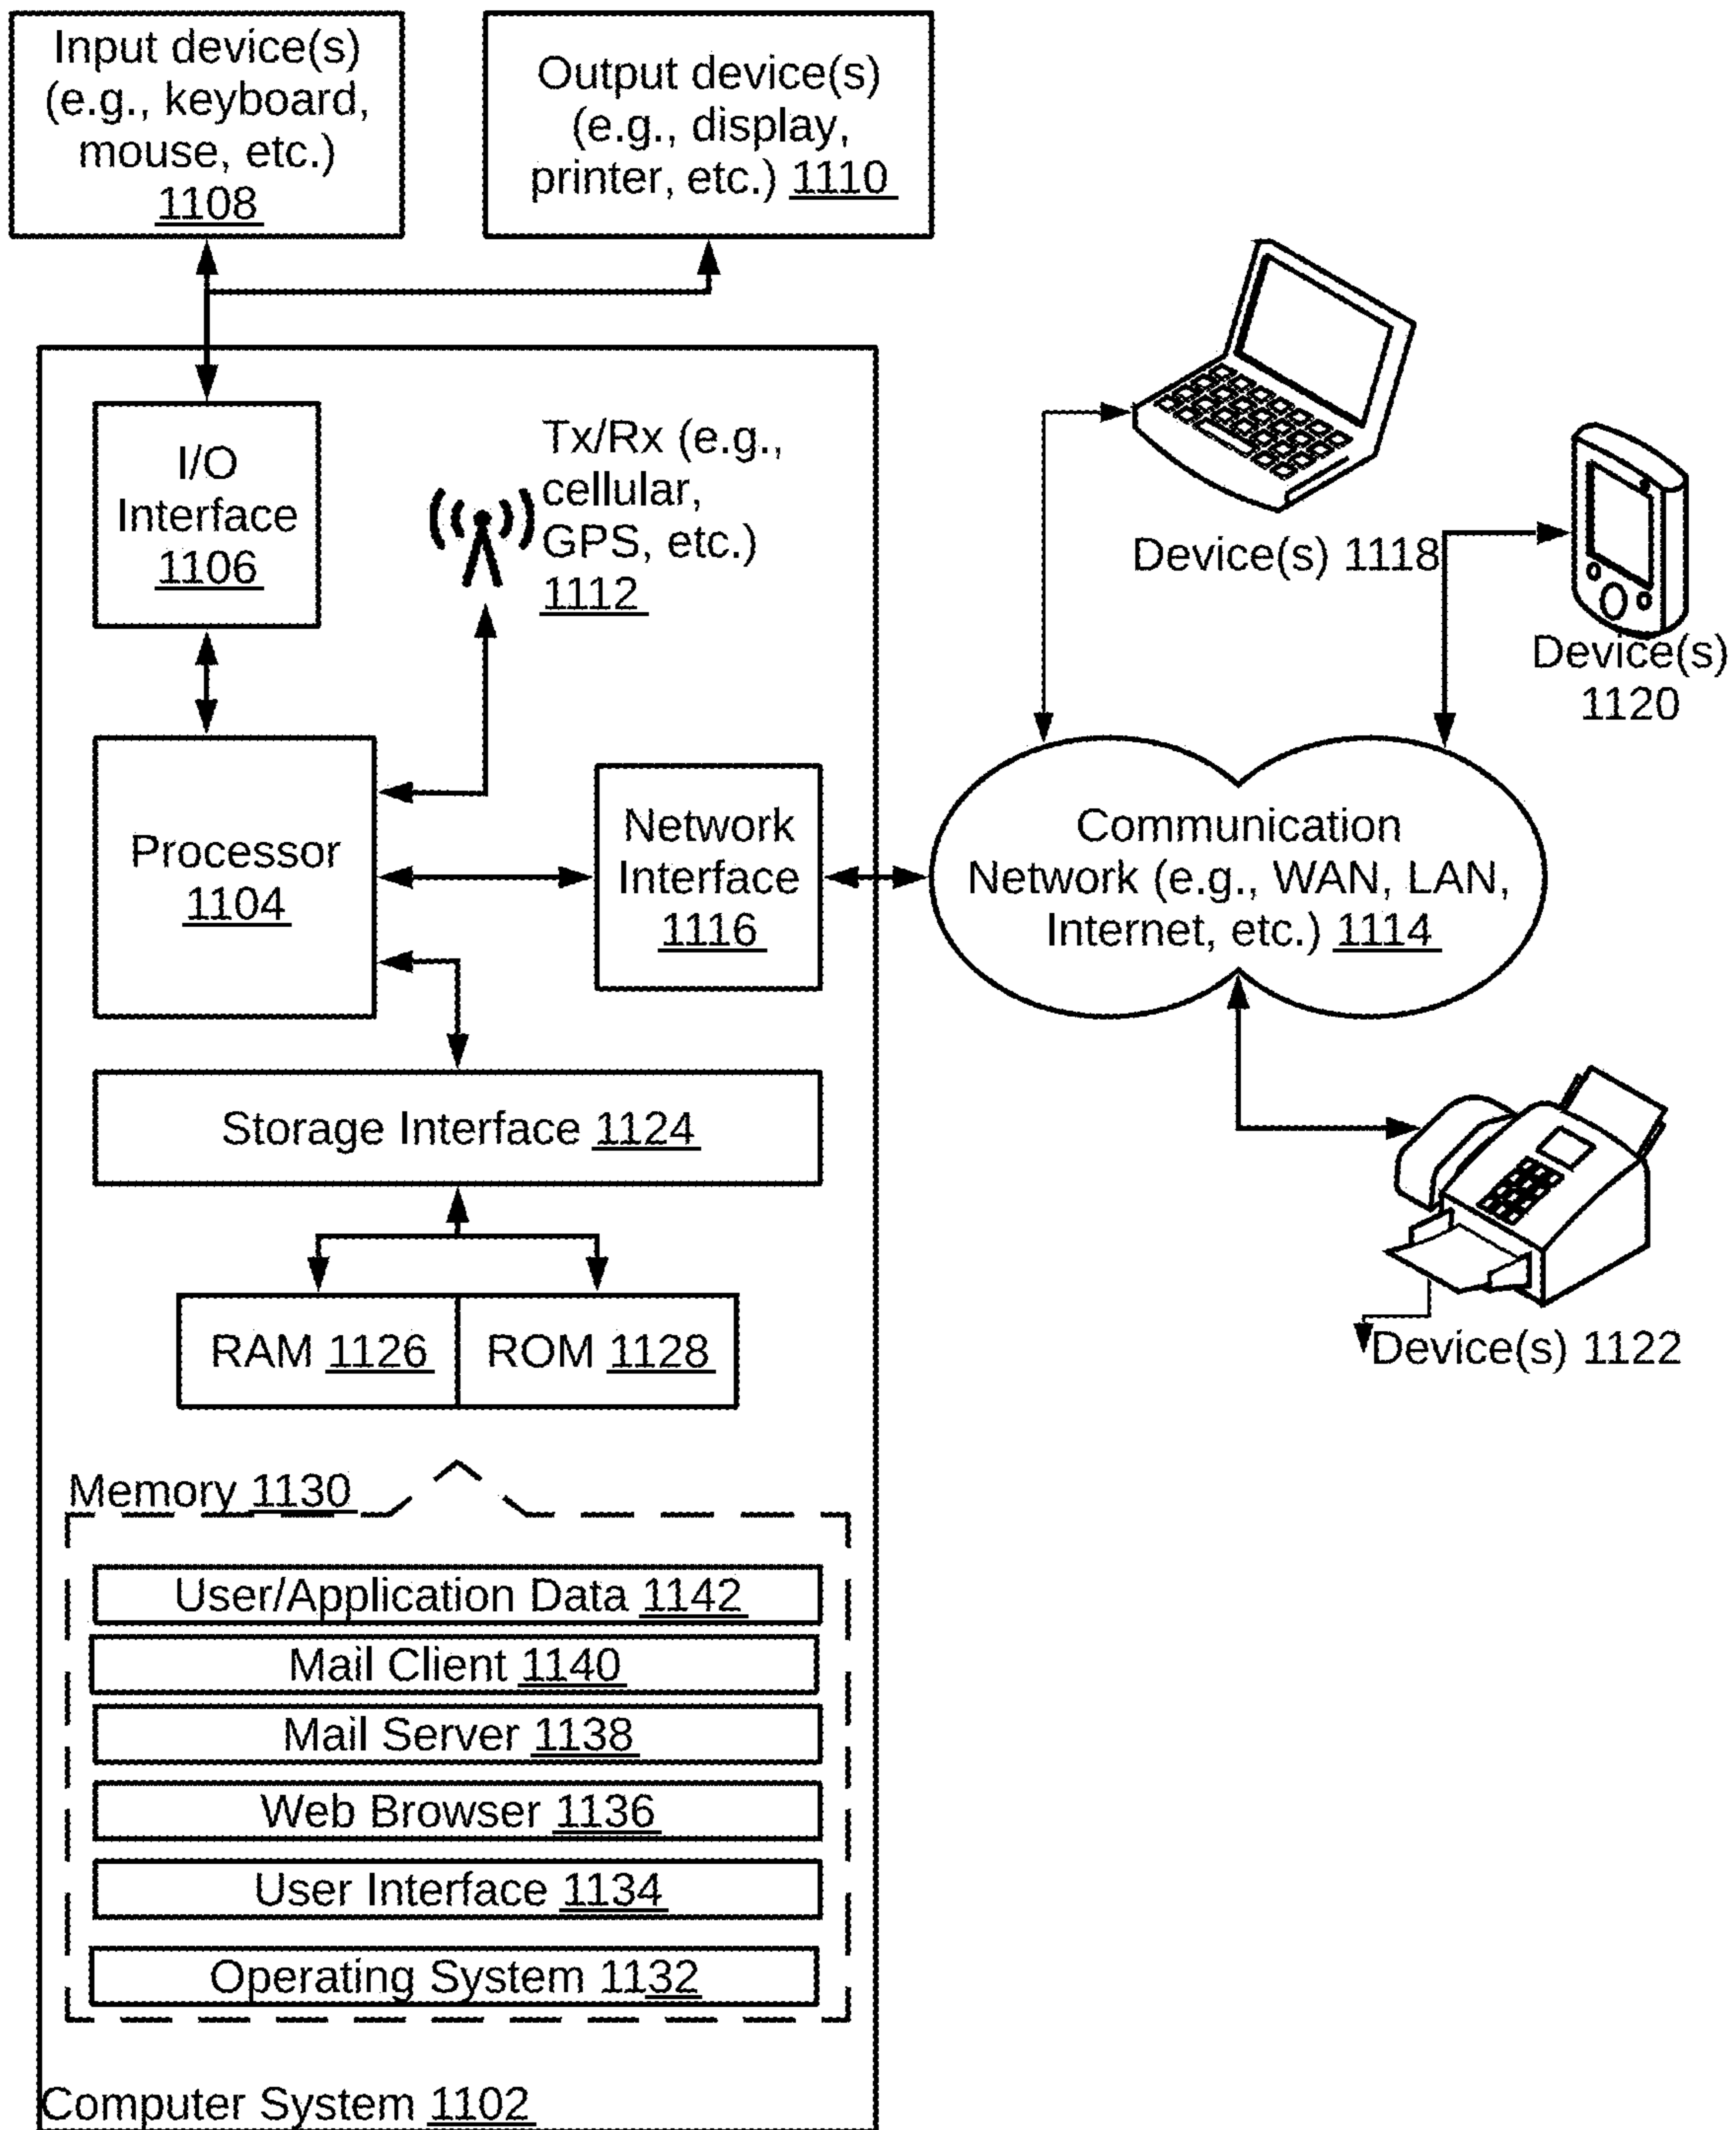 Input device(s)
(e.g., keyboard,
mouse, etc.)
1108
Output device(s)
(e.g., display,
printer, etc.) 1110
I/O
Interface
1106
Tx/Rx (e.g.,
cellular,
GPS, etc.)
1112
Device(s) 1118
Device(s)
1120
Processor
1104
Network
Interface
1116
Communication
Network (e.g., WAN, LAN,
Internet, etc.) 1114
Storage Interface 1124
RAM 1126
ROM 1128
Device(s) 1122
Memory 1130
User/Application Data 1142
Mail Client 1140
Mail Server 1138
Web Browser 1136
User Interface 1134
Operating System 1132
Computer System 1102